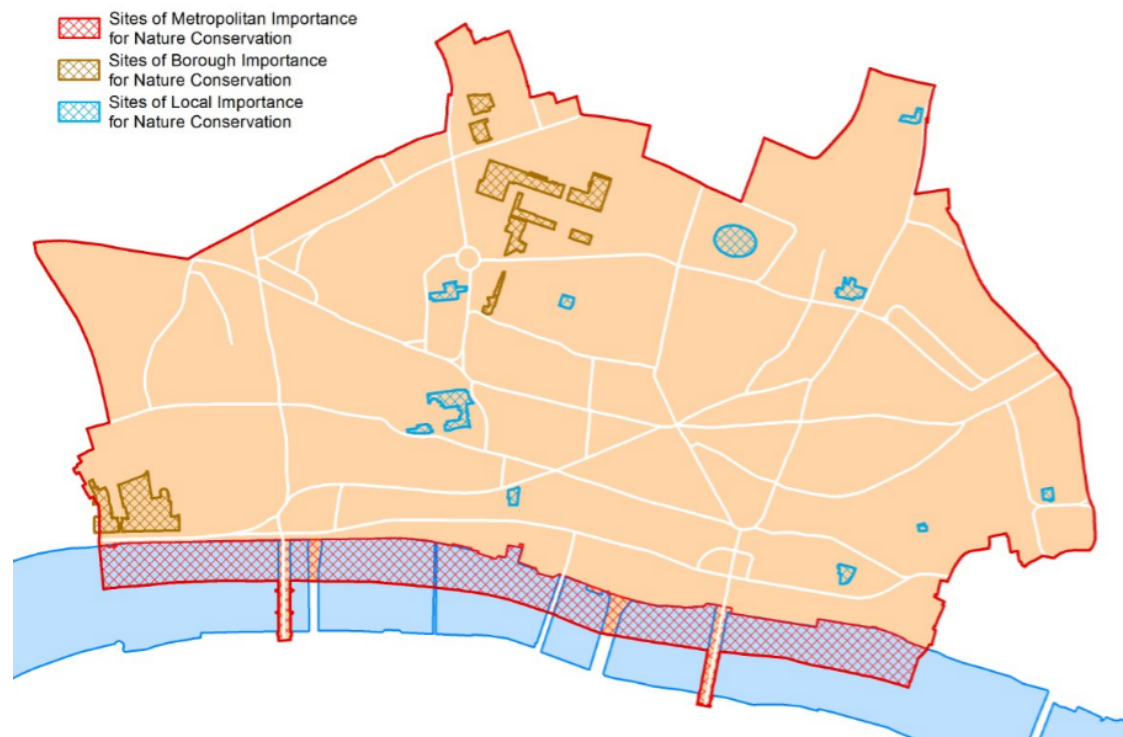 Sites of Metropolitan Importance
for Nature Conservation
Sites of Borough Importance
for Nature Conservation
Sites of Local Importance
for Nature Conservation